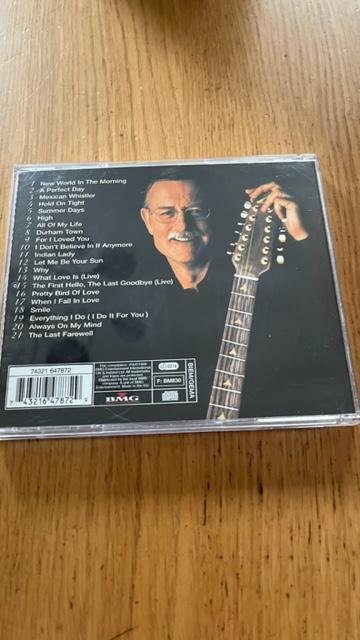 1 New World In The Morning
2 A Perfect Day
3 Mexican Whistler
4 Hold On Tight
5 Summer Days
6 High
7 All Of My Life
8 Durham Town
9 For I Loved You
10 I Don't Believe In If Anymore
11 Indian Lady
12 Let Me Be Your Sun
13 Why
14 What Love Is (Live)
15 The First Hello, The Last Goodbye (Live)
16 Pretty Bird Of Love
17 When I Fall In Love
18 Smile
19 Everything I Do ( I Do It For You )
20 Always On My Mind
21 The Last Farewell
74321 647872
7 43216 47872 9
BMG
F: BM830
BIEM/GEMA